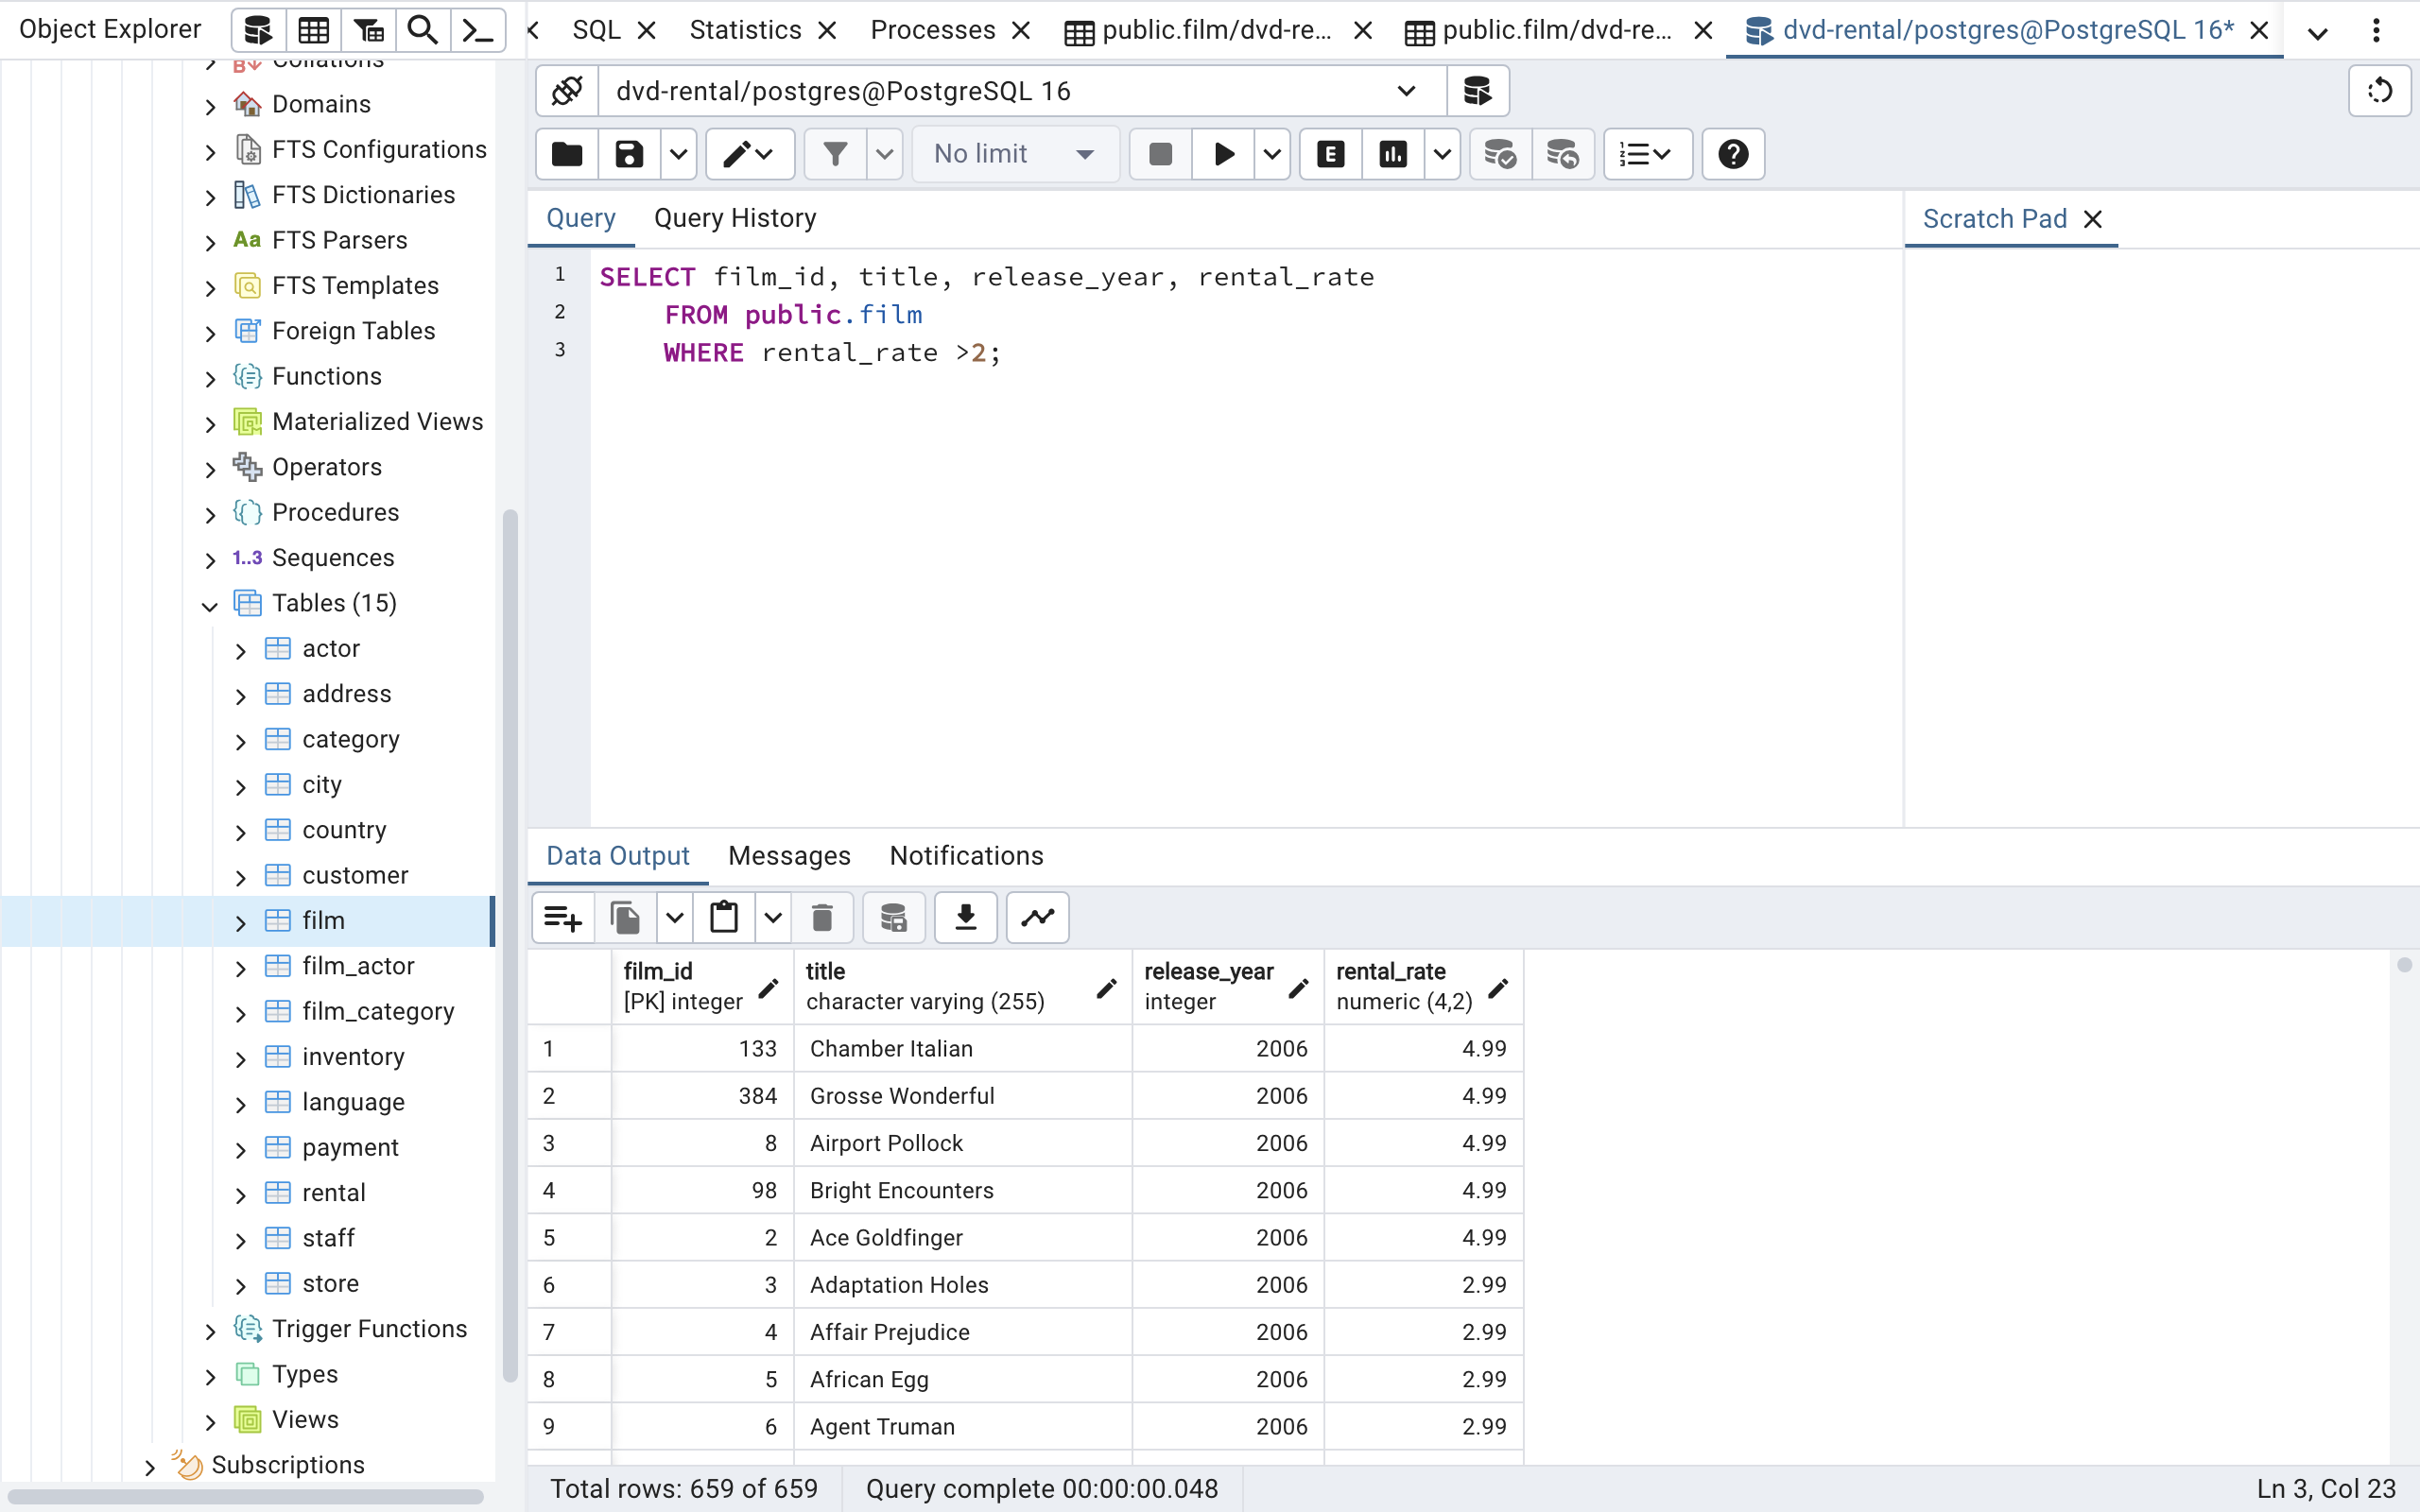 Object Explorer
SQL Statistics Processes public.film/dvd-re... public.film/dvd-re... dvd-rental/postgres@PostgreSQL 16*
Collations
Domains
FTS Configurations
FTS Dictionaries
Aa FTS Parsers
FTS Templates
Foreign Tables
Functions
Materialized Views
Operators
Procedures
1..3 Sequences
Tables (15)
actor
address
category
city
country
customer
film
film_actor
film_category
inventory
language
payment
rental
staff
store
Trigger Functions
Types
Views
Subscriptions
dvd-rental/postgres@PostgreSQL 16
No limit E
Query Query History
Scratch Pad
1 SELECT film_id, title, release_year, rental_rate
2 FROM public.film
3 WHERE rental_rate >2;
Data Output Messages Notifications
film_id title release_year rental_rate
[PK] integer character varying (255) integer numeric (4,2)
1 133 Chamber Italian 2006 4.99
2 384 Grosse Wonderful 2006 4.99
3 8 Airport Pollock 2006 4.99
4 98 Bright Encounters 2006 4.99
5 2 Ace Goldfinger 2006 4.99
6 3 Adaptation Holes 2006 2.99
7 4 Affair Prejudice 2006 2.99
8 5 African Egg 2006 2.99
9 6 Agent Truman 2006 2.99
Total rows: 659 of 659 Query complete 00:00:00.048 Ln 3, Col 23